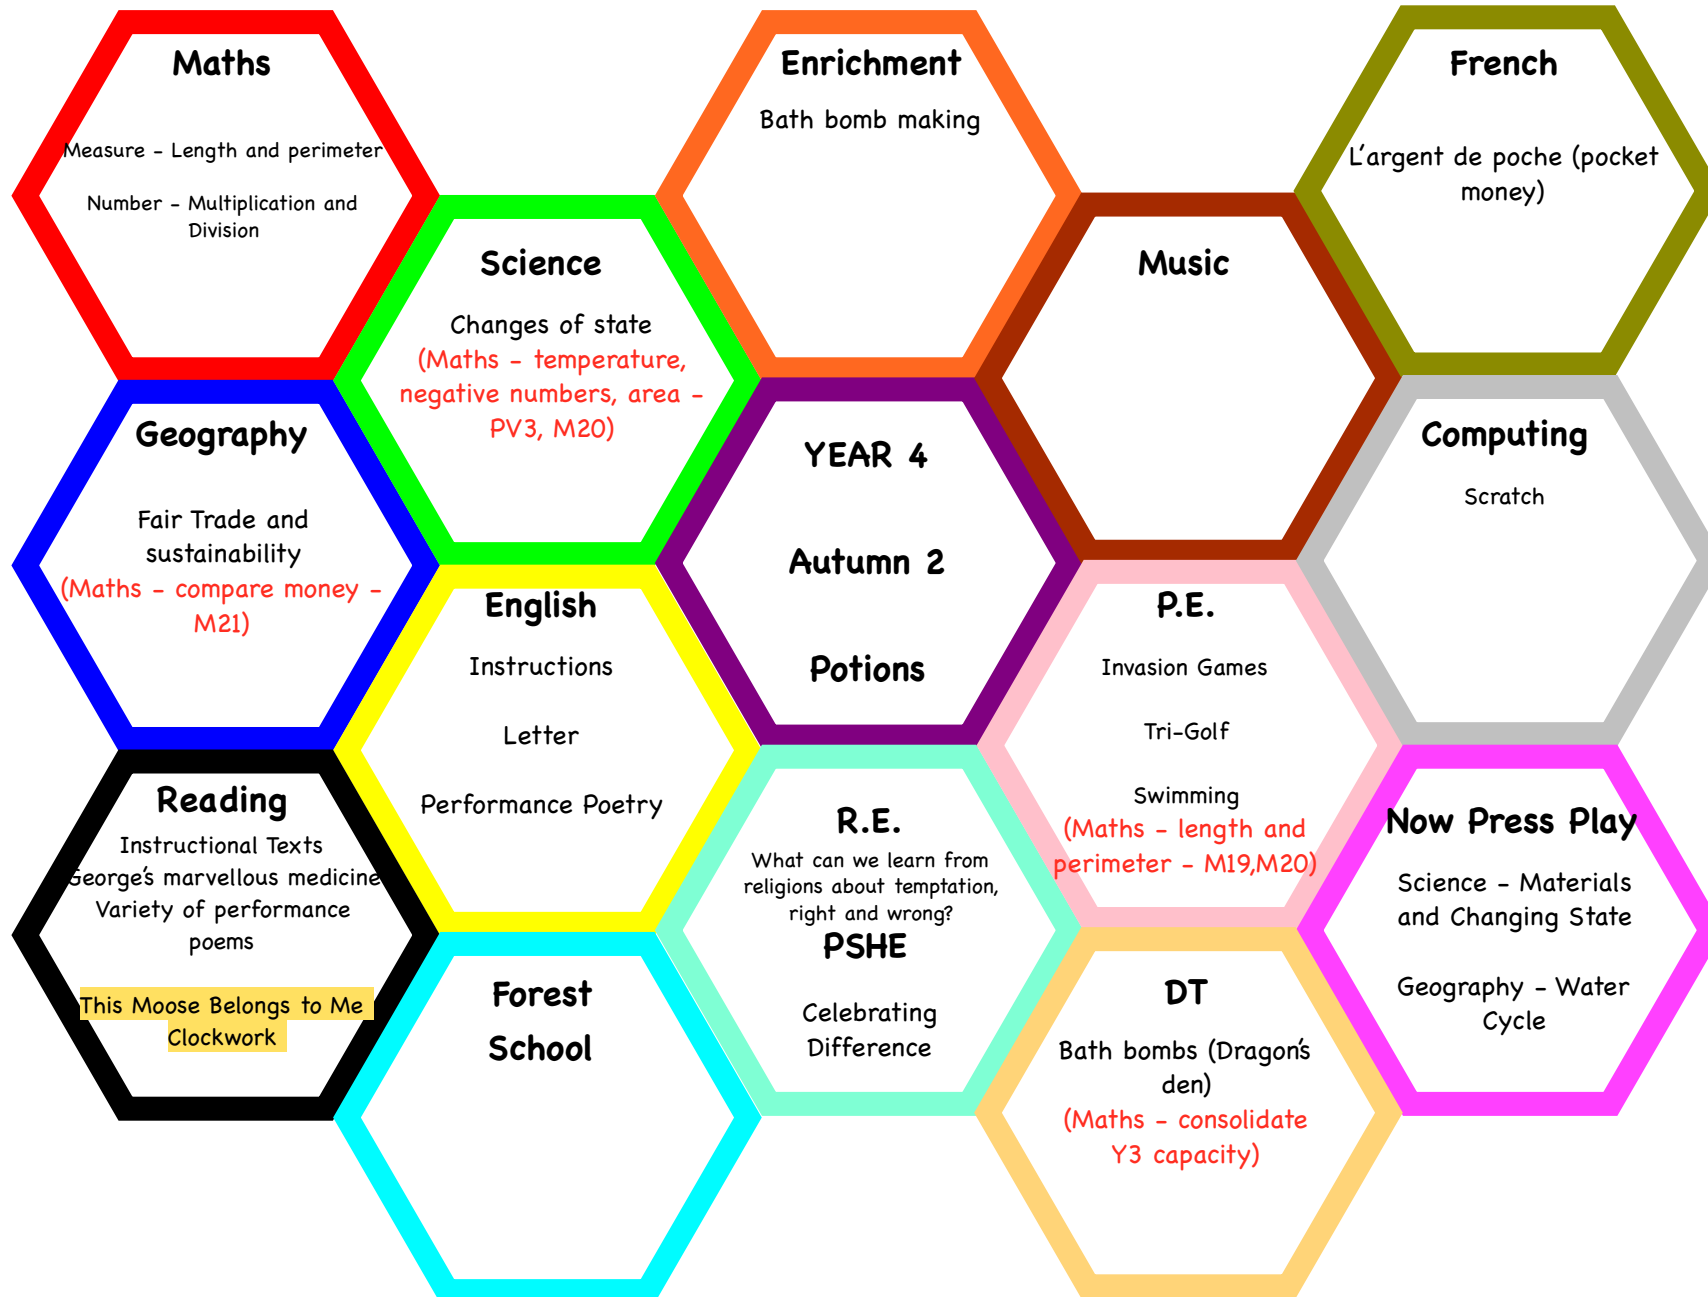 Maths
Measure - Length and perimeter
Number - Multiplication and
Division
Enrichment
Bath bomb making
French
L'argent de poche (pocket
money)
Science
Changes of state
(Maths - temperature,
negative numbers, area -
PV3, M20)
Music
Geography
Fair Trade and
sustainability
(Maths - compare money -
M21)
YEAR 4
Autumn 2
Potions
Computing
Scratch
English
Instructions
Letter
Performance Poetry
P.E.
Invasion Games
Tri-Golf
Swimming
(Maths - length and
perimeter - M19,M20)
Reading
Instructional Texts
George's marvellous medicine
Variety of performance
poems
This Moose Belongs to Me
Clockwork
R.E.
What can we learn from
religions about temptation,
right and wrong?
PSHE
Celebrating
Difference
Now Press Play
Science - Materials
and Changing State
Geography - Water
Cycle
Forest
School
DT
Bath bombs (Dragon's
den)
(Maths - consolidate
Y3 capacity)